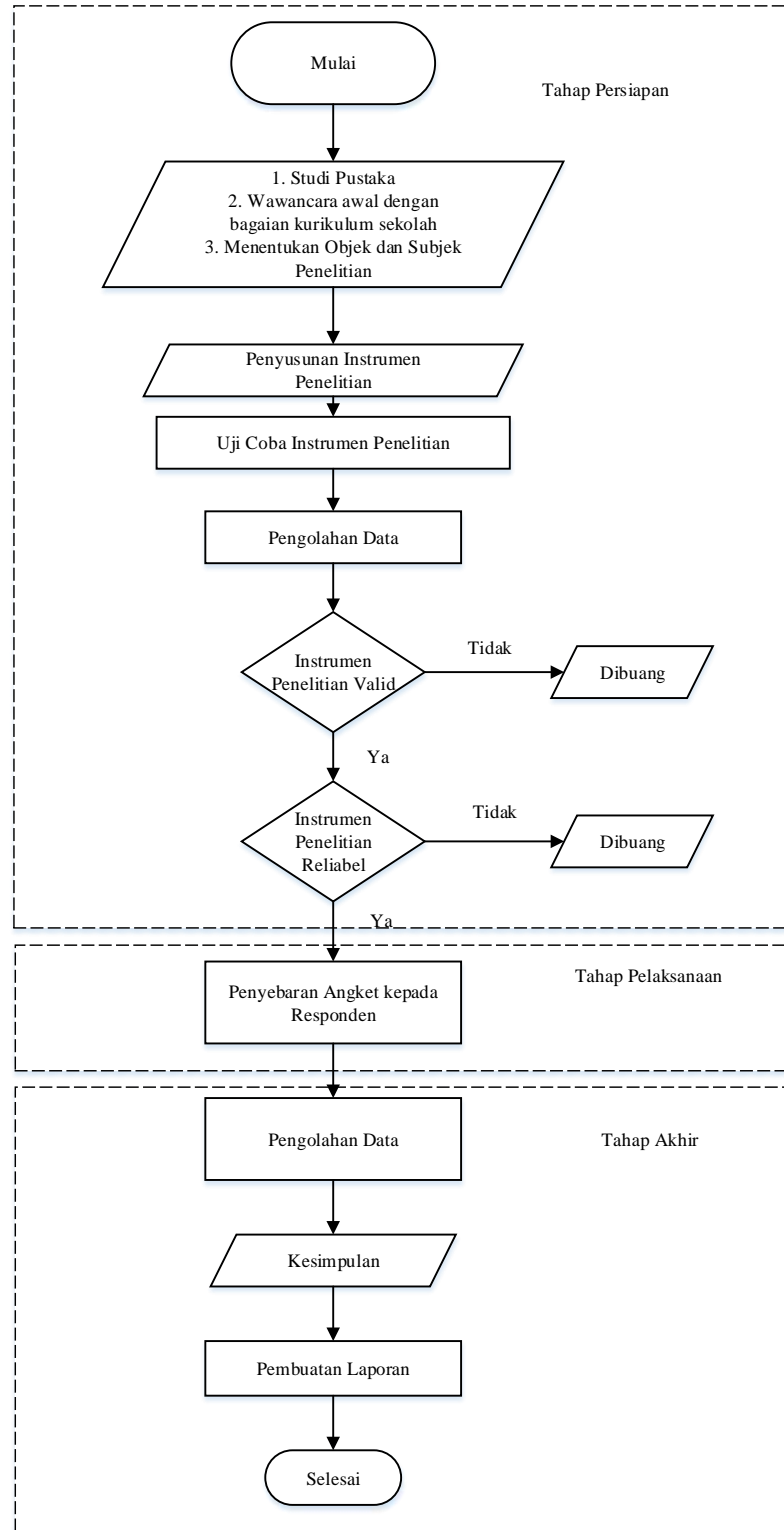 Mulai
Tahap Persiapan
1. Studi Pustaka
2. Wawancara awal dengan
bagaian kurikulum sekolah
3. Menentukan Objek dan Subjek
Penelitian
Penyusunan Instrumen
Penelitian
Uji Coba Instrumen Penelitian
Pengolahan Data
Instrumen
Penelitian Valid
Tidak
Dibuang
Ya
Instrumen
Penelitian
Reliabel
Tidak
Dibuang
Ya
Tahap Pelaksanaan
Penyebaran Angket kepada
Responden
Pengolahan Data
Tahap Akhir
Kesimpulan
Pembuatan Laporan
Selesai